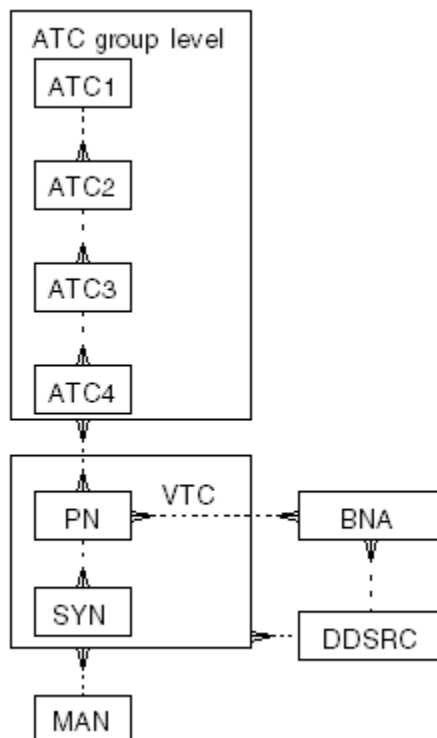 ATC group level
ATC1
ATC2
ATC3
ATC4
VTC
PN
BNA
SYN
DDSRC
MAN